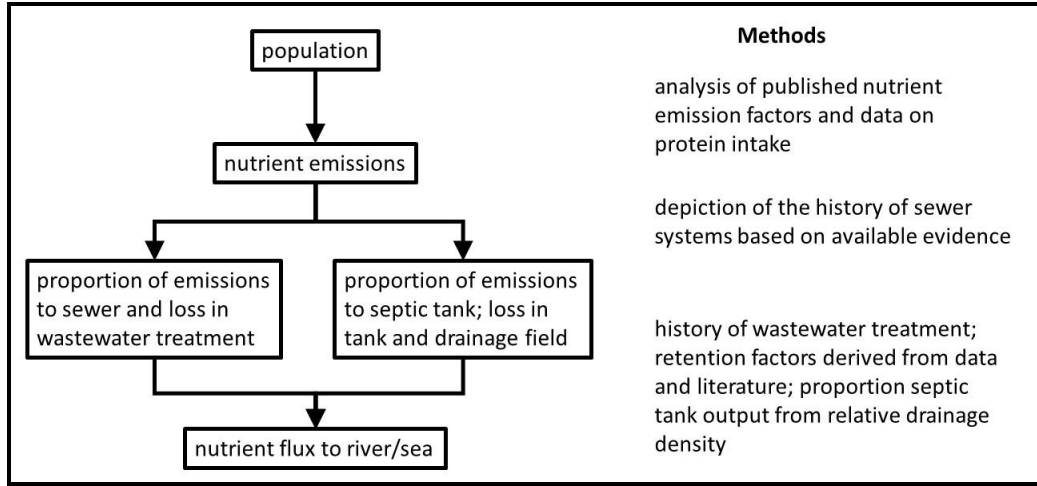 population
nutrient emissions
proportion of emissions
to sewer and loss in
wastewater treatment
proportion of emissions
to septic tank; loss in
tank and drainage field
nutrient flux to river/sea
Methods
analysis of published nutrient
emission factors and data on
protein intake
depiction of the history of sewer
systems based on available evidence
history of wastewater treatment;
retention factors derived from data
and literature; proportion septic
tank output from relative drainage
density